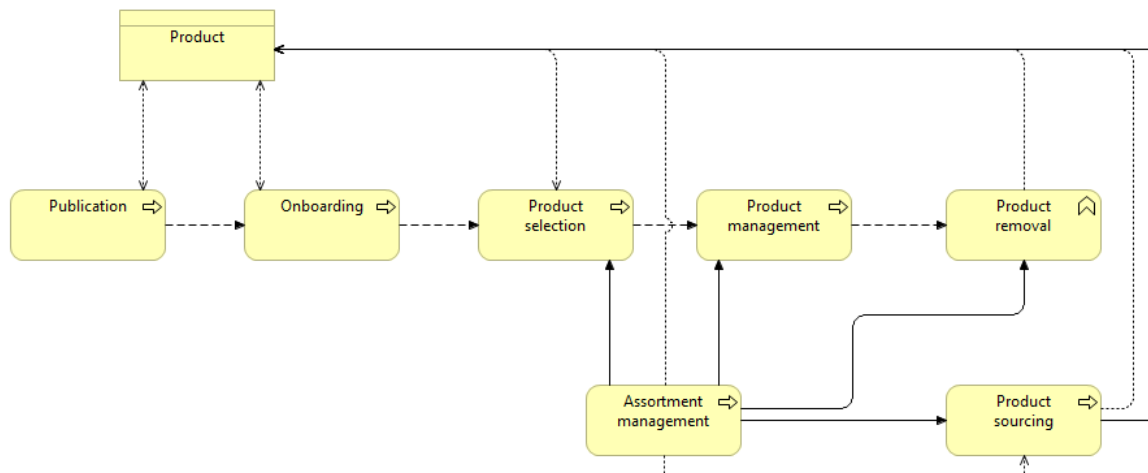 Product
Publication
Onboarding
Product
selection
Product
management
Product
removal
Assortment
management
Product
sourcing